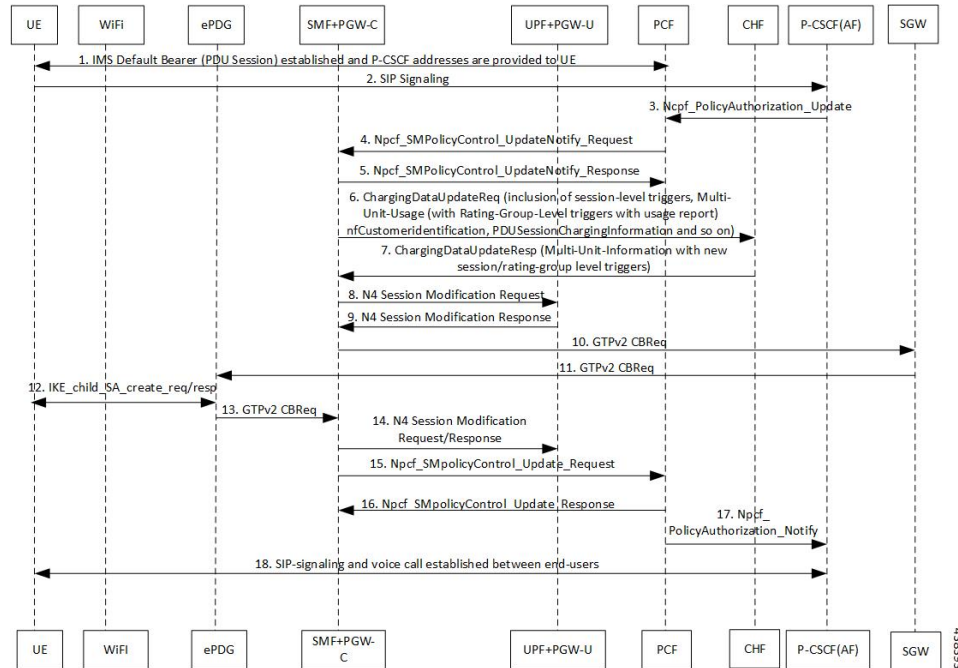 UE WiFi ePDG SMF+PGW-C UPF+PGW-U PCF CHF P-CSCF(AF) SGW
1. IMS Default Bearer (PDU Session) established and P-CSCF addresses are provided to UE
2. SIP Signaling
3. Ncpf_PolicyAuthorization_Update
4. Npcf_SMPolicyControl_UpdateNotify_Request
5. Npcf_SMPolicyControl_UpdateNotify_Response
6. ChargingDataUpdateReq (inclusion of session-level triggers, Multi-
Unit-Usage (with Rating-Group-Level triggers with usage report)
nfCustomeridentification, PDUSessionChargingInformation and so on)
7. ChargingDataUpdateResp (Multi-Unit-Information with new
session/rating-group level triggers)
8. N4 Session Modification Request
9. N4 Session Modification Response
10. GTPv2 CBReq
11. GTPv2 CBReq
12. IKE_child_SA_create_req/resp
13. GTPv2 CBReq
14. N4 Session Modification
Request/Response
15. Npcf_SMpolicyControl_Update_Request
16. Npcf_SMpolicyControl_Update_Response
17. Npcf_
PolicyAuthorization_Notify
18. SIP-signaling and voice call established between end-users
UE WiFI ePDG SMF+PGW-
C UPF+PGW-U PCF CHF P-CSCF(AF) SGW